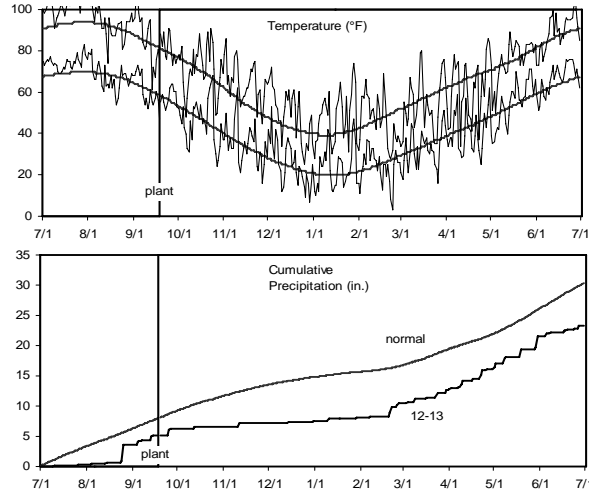 100
Temperature (°F)
80
60
40
20
plant
0
7/1 8/1 9/1 10/1 11/1 12/1 1/1 2/1 3/1 4/1 5/1 6/1 7/1
35
Cumulative
Precipitation (in.)
30
25
normal
20
15
10
12-13
5
plant
0
7/1 8/1 9/1 10/1 11/1 12/1 1/1 2/1 3/1 4/1 5/1 6/1 7/1